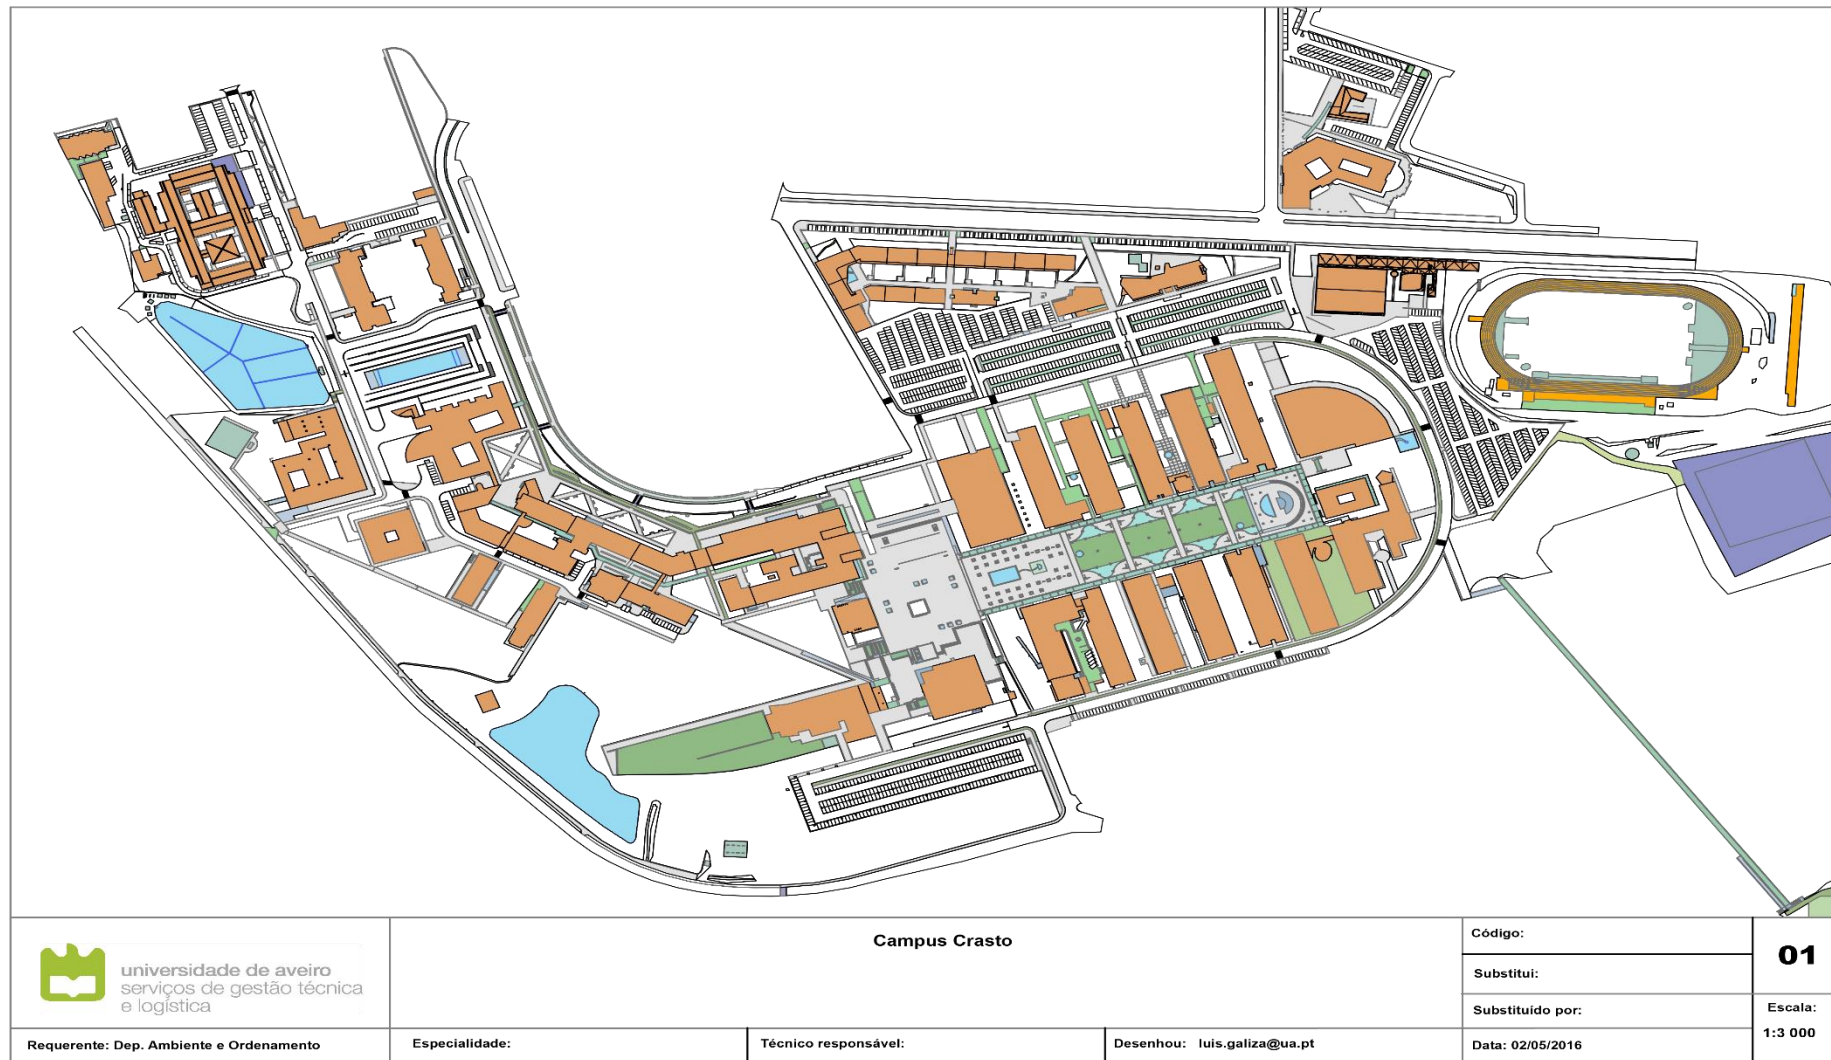 Campus Crasto
universidade de aveiro
serviços de gestão técnica
e logística
Código:
01
Substitui:
Substituído por:
Escala:
1:3 000
Requerente: Dep. Ambiente e Ordenamento
Especialidade:
Técnico responsável:
Desenhou: luis.galiza@ua.pt
Data: 02/05/2016